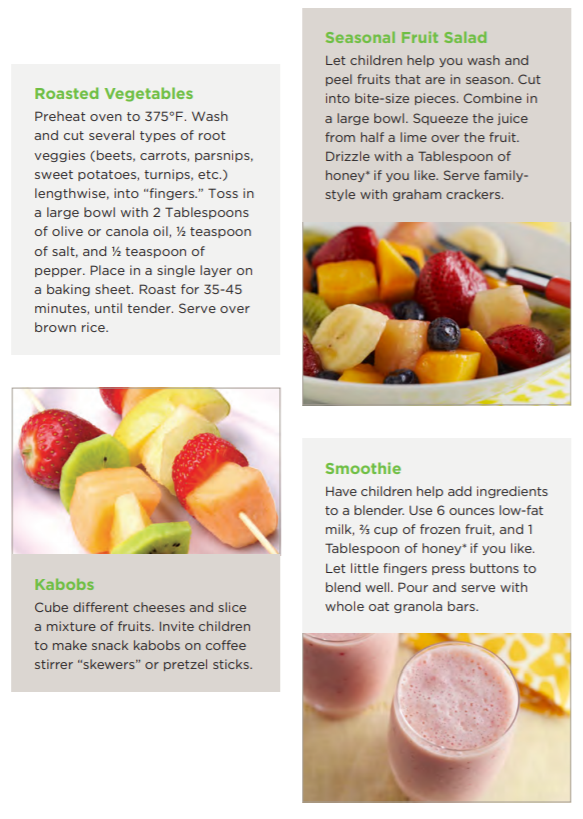 Roasted Vegetables
Preheat oven to 375°F. Wash
and cut several types of root
veggies (beets, carrots, parsnips,
sweet potatoes, turnips, etc.)
lengthwise, into “fingers.” Toss in
a large bowl with 2 Tablespoons
of olive or canola oil, ½ teaspoon
of salt, and ½ teaspoon of
pepper. Place in a single layer on
a baking sheet. Roast for 35-45
minutes, until tender. Serve over
brown rice.
Kabobs
Cube different cheeses and slice
a mixture of fruits. Invite children
to make snack kabobs on coffee
stirrer “skewers” or pretzel sticks.
Seasonal Fruit Salad
Let children help you wash and
peel fruits that are in season. Cut
into bite-size pieces. Combine in
a large bowl. Squeeze the juice
from half a lime over the fruit.
Drizzle with a Tablespoon of
honey* if you like. Serve family-
style with graham crackers.
Smoothie
Have children help add ingredients
to a blender. Use 6 ounces low-fat
milk, ⅔ cup of frozen fruit, and 1
Tablespoon of honey* if you like.
Let little fingers press buttons to
blend well. Pour and serve with
whole oat granola bars.